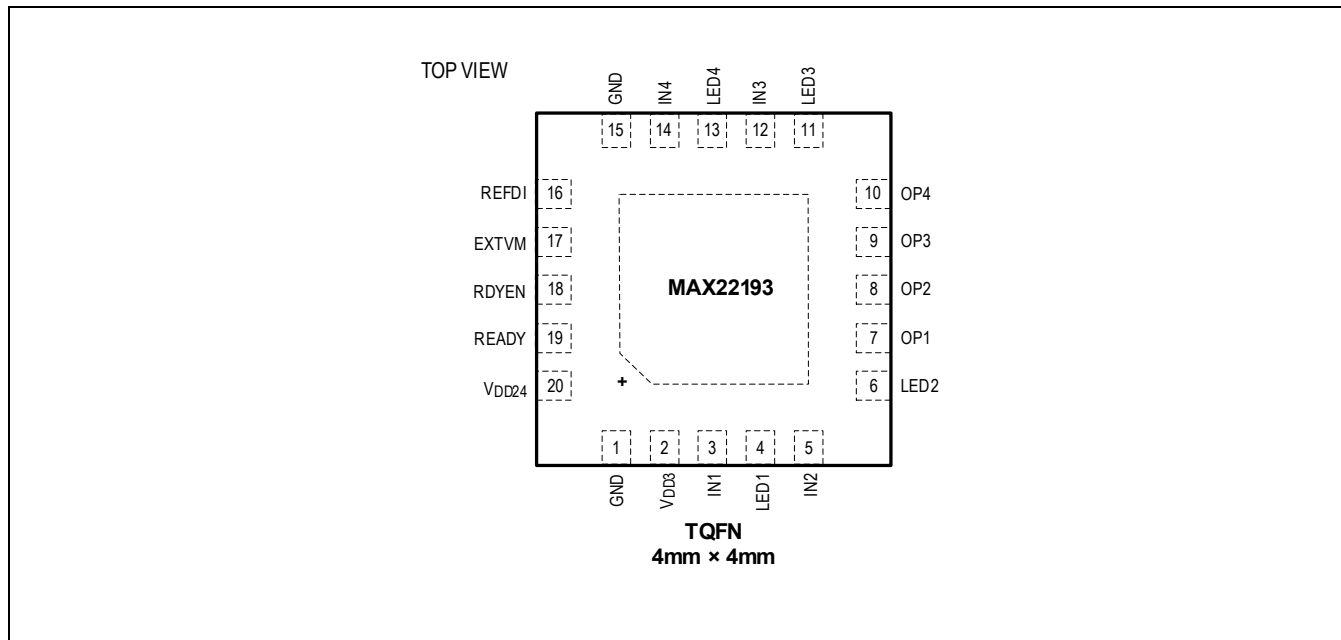 TOP VIEW
GND
IN4
LED4
IN3
LED3
15
14
13
12
11
REFDI 16
10 OP4
EXTVM 17
9 OP3
RDYEN 18
MAX22193
8 OP2
READY 19
7 OP1
VDD24 20
+
6 LED2
1
2
3
4
5
GND
VDD3
IN1
LED1
IN2
TQFN
4mm × 4mm